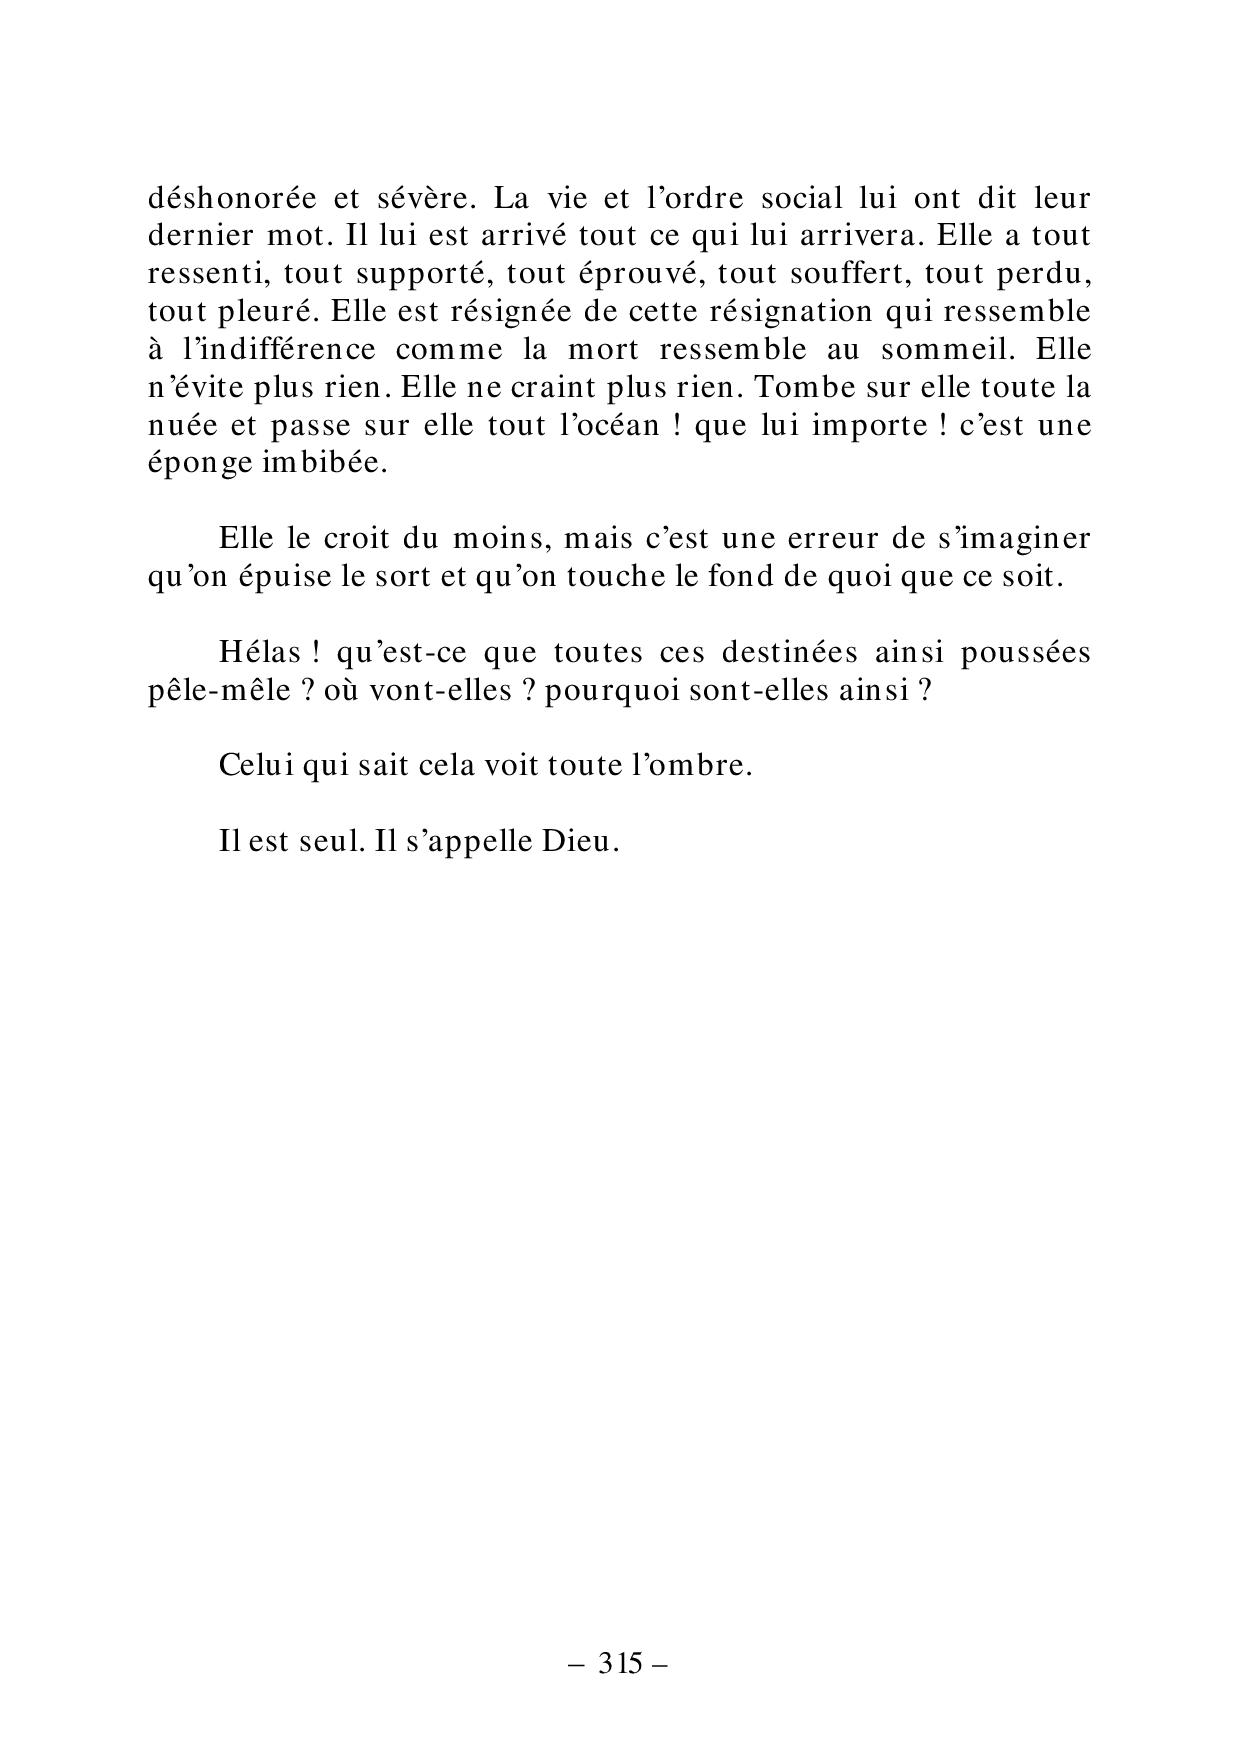 déshonorée et sévère. La vie et l’ordre social lui ont dit leur
dernier mot. Il lui est arrivé tout ce qui lui arrivera. Elle a tout
ressenti, tout supporté, tout éprouvé, tout souffert, tout perdu,
tout pleuré. Elle est résignée de cette résignation qui ressemble
à l’indifférence comme la mort ressemble au sommeil. Elle
n’évite plus rien. Elle ne craint plus rien. Tombe sur elle toute la
nuée et passe sur elle tout l’océan ! que lui importe ! c’est une
éponge imbibée.
Elle le croit du moins, mais c’est une erreur de s’imaginer
qu’on épuise le sort et qu’on touche le fond de quoi que ce soit.
Hélas ! qu’est-ce que toutes ces destinées ainsi poussées
pêle-mêle ? où vont-elles ? pourquoi sont-elles ainsi ?
Celui qui sait cela voit toute l’ombre.
Il est seul. Il s’appelle Dieu.
– 315 –